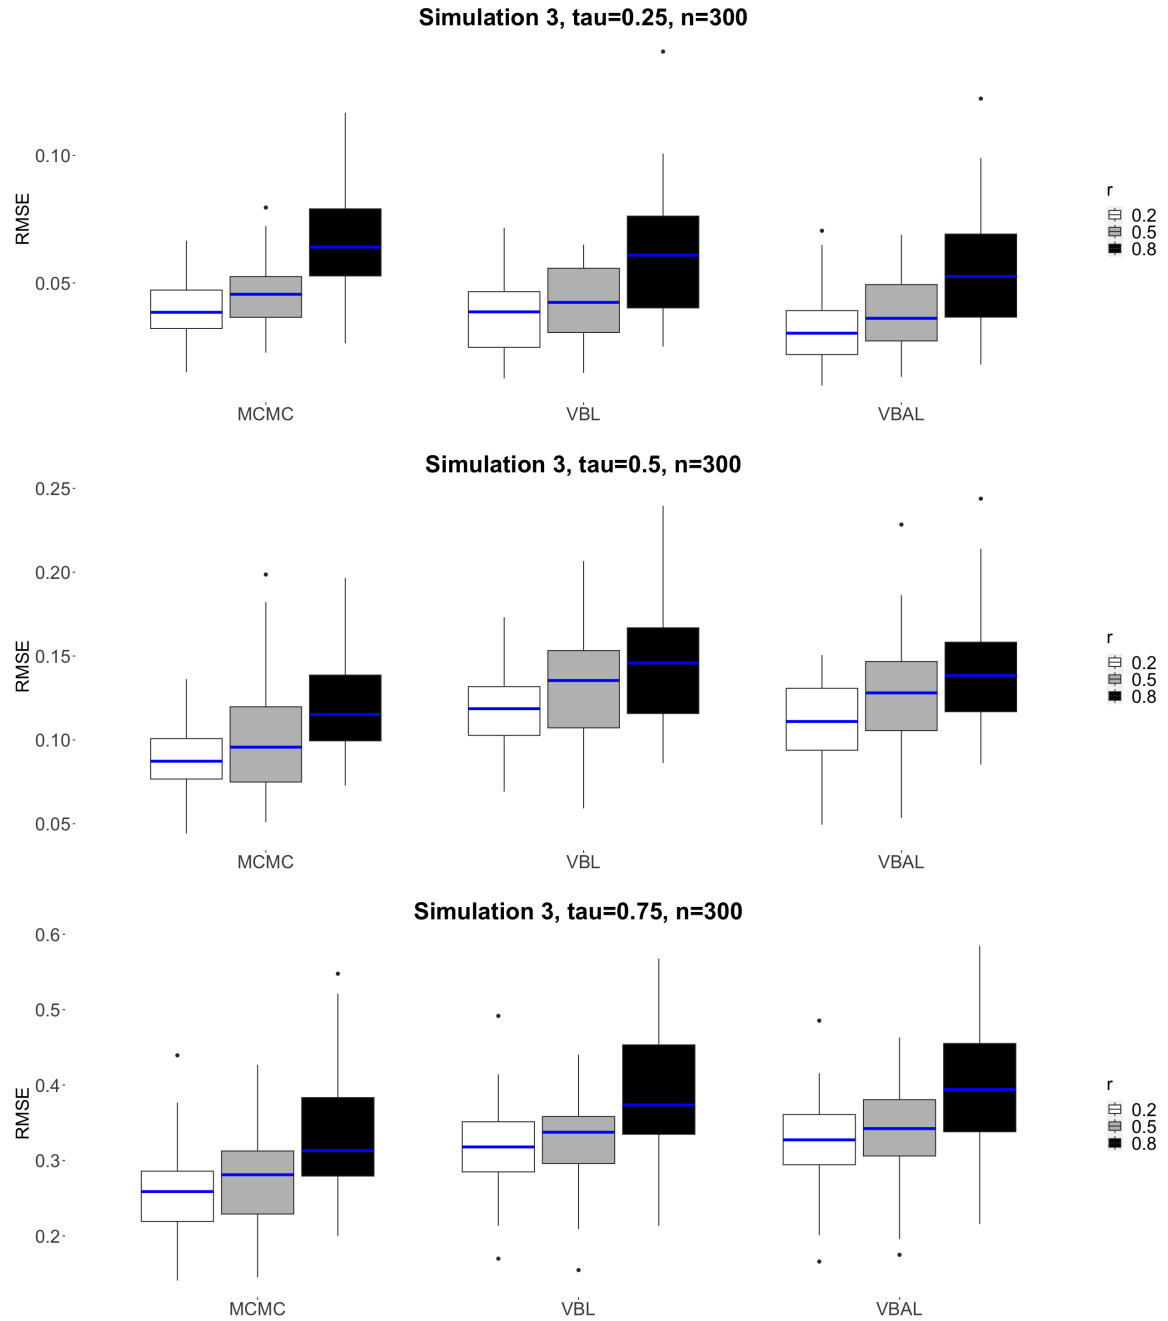 Simulation 3, tau=0.25, n=300
0.10
0.05
RMSE
MCMC
VBL
VBAL
r
0.2
0.5
0.8
Simulation 3, tau=0.5, n=300
0.25
0.20
0.15
0.10
0.05
RMSE
MCMC
VBL
VBAL
r
0.2
0.5
0.8
Simulation 3, tau=0.75, n=300
0.6
0.5
0.4
0.3
0.2
RMSE
MCMC
VBL
VBAL
r
0.2
0.5
0.8